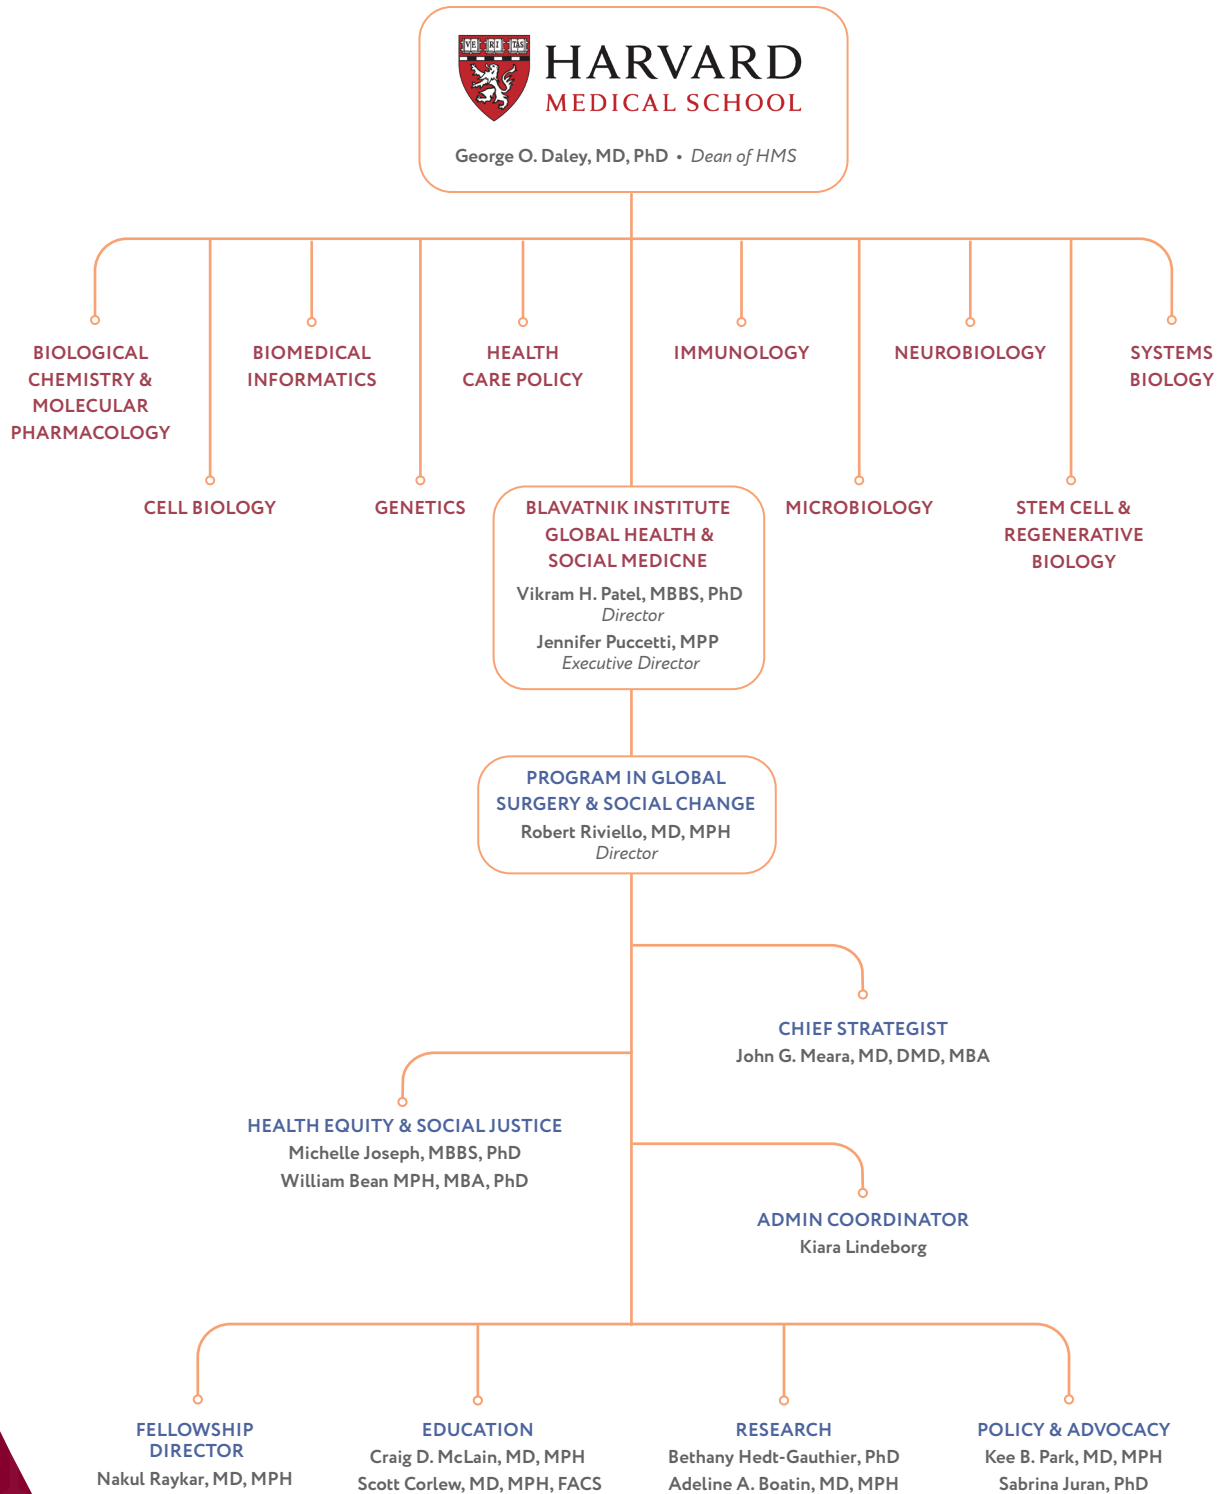 VE RI TAS
HARVARD
MEDICAL SCHOOL
George O. Daley, MD, PhD • Dean of HMS
BIOLOGICAL
CHEMISTRY &
MOLECULAR
PHARMACOLOGY
BIOMEDICAL
INFORMATICS
HEALTH
CARE POLICY
IMMUNOLOGY
NEUROBIOLOGY
SYSTEMS
BIOLOGY
CELL BIOLOGY
GENETICS
BLAVATNIK INSTITUTE
GLOBAL HEALTH &
SOCIAL MEDICNE
Vikram H. Patel, MBBS, PhD
Director
Jennifer Puccetti, MPP
Executive Director
MICROBIOLOGY
STEM CELL &
REGENERATIVE
BIOLOGY
PROGRAM IN GLOBAL
SURGERY & SOCIAL CHANGE
Robert Riviello, MD, MPH
Director
CHIEF STRATEGIST
John G. Meara, MD, DMD, MBA
HEALTH EQUITY & SOCIAL JUSTICE
Michelle Joseph, MBBS, PhD
William Bean MPH, MBA, PhD
ADMIN COORDINATOR
Kiara Lindeborg
FELLOWSHIP
DIRECTOR
Nakul Raykar, MD, MPH
EDUCATION
Craig D. McLain, MD, MPH
Scott Corlew, MD, MPH, FACS
RESEARCH
Bethany Hedt-Gauthier, PhD
Adeline A. Boatin, MD, MPH
POLICY & ADVOCACY
Kee B. Park, MD, MPH
Sabrina Juran, PhD